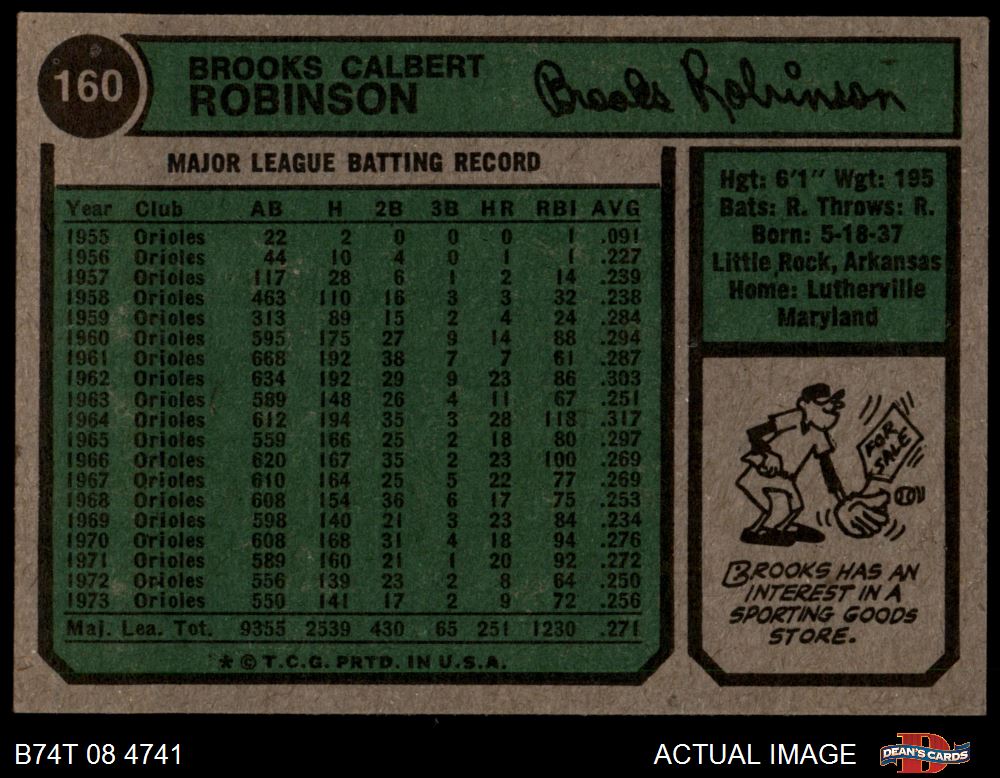 160
BROOKS CALBERT
ROBINSON
Brooks Robinson
MAJOR LEAGUE BATTING RECORD
Year Club AB H 2B 3B HR RBI AVG
1955 Orioles 22 2 0 0 0 1 .091
1956 Orioles 44 10 4 0 1 1 .227
1957 Orioles 117 28 6 1 2 14 .239
1958 Orioles 463 110 16 3 3 32 .238
1959 Orioles 313 89 15 2 4 24 .284
1960 Orioles 595 175 27 9 14 88 .294
1961 Orioles 668 192 38 7 7 61 .287
1962 Orioles 634 192 29 9 23 86 .303
1963 Orioles 589 148 26 4 11 67 .251
1964 Orioles 612 194 35 3 28 118 .317
1965 Orioles 559 166 25 2 18 80 .297
1966 Orioles 620 167 35 2 23 100 .269
1967 Orioles 610 164 25 5 22 77 .269
1968 Orioles 608 154 36 6 17 75 .253
1969 Orioles 598 140 21 3 23 84 .234
1970 Orioles 608 168 31 4 18 94 .276
1971 Orioles 589 160 21 1 20 92 .272
1972 Orioles 556 139 23 2 8 64 .250
1973 Orioles 550 141 17 2 9 72 .256
Maj. Lea. Tot. 9355 2539 430 65 251 1230 .271
* © T.C.G. PRTD. IN U.S.A.
Hgt: 6'1" Wgt: 195
Bats: R. Throws: R.
Born: 5-18-37
Little Rock, Arkansas
Home: Lutherville
Maryland
FOR
SALE
BROOKS HAS AN
INTEREST IN A
SPORTING GOODS
STORE.
B74T 08 4741
ACTUAL IMAGE
DEAN'S CARDS